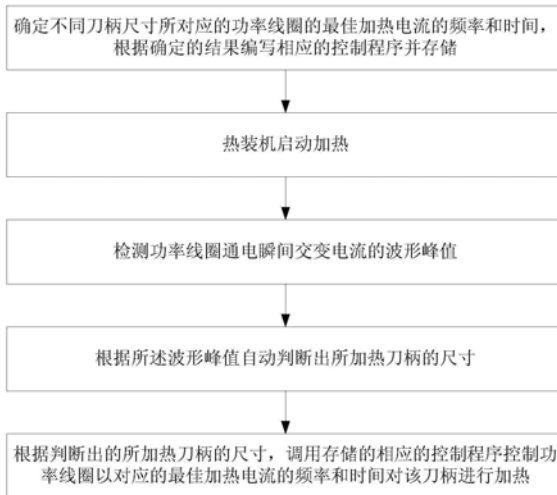 确定不同刀柄尺寸所对应的功率线圈的最佳加热电流的频率和时间，
根据确定的结果编写相应的控制程序并存储
热装机启动加热
检测功率线圈通电瞬间交变电流的波形峰值
根据所述波形峰值自动判断出所加热刀柄的尺寸
根据判断出的所加热刀柄的尺寸，调用存储的相应的控制程序控制功
率线圈以对应的最佳加热电流的频率和时间对该刀柄进行加热